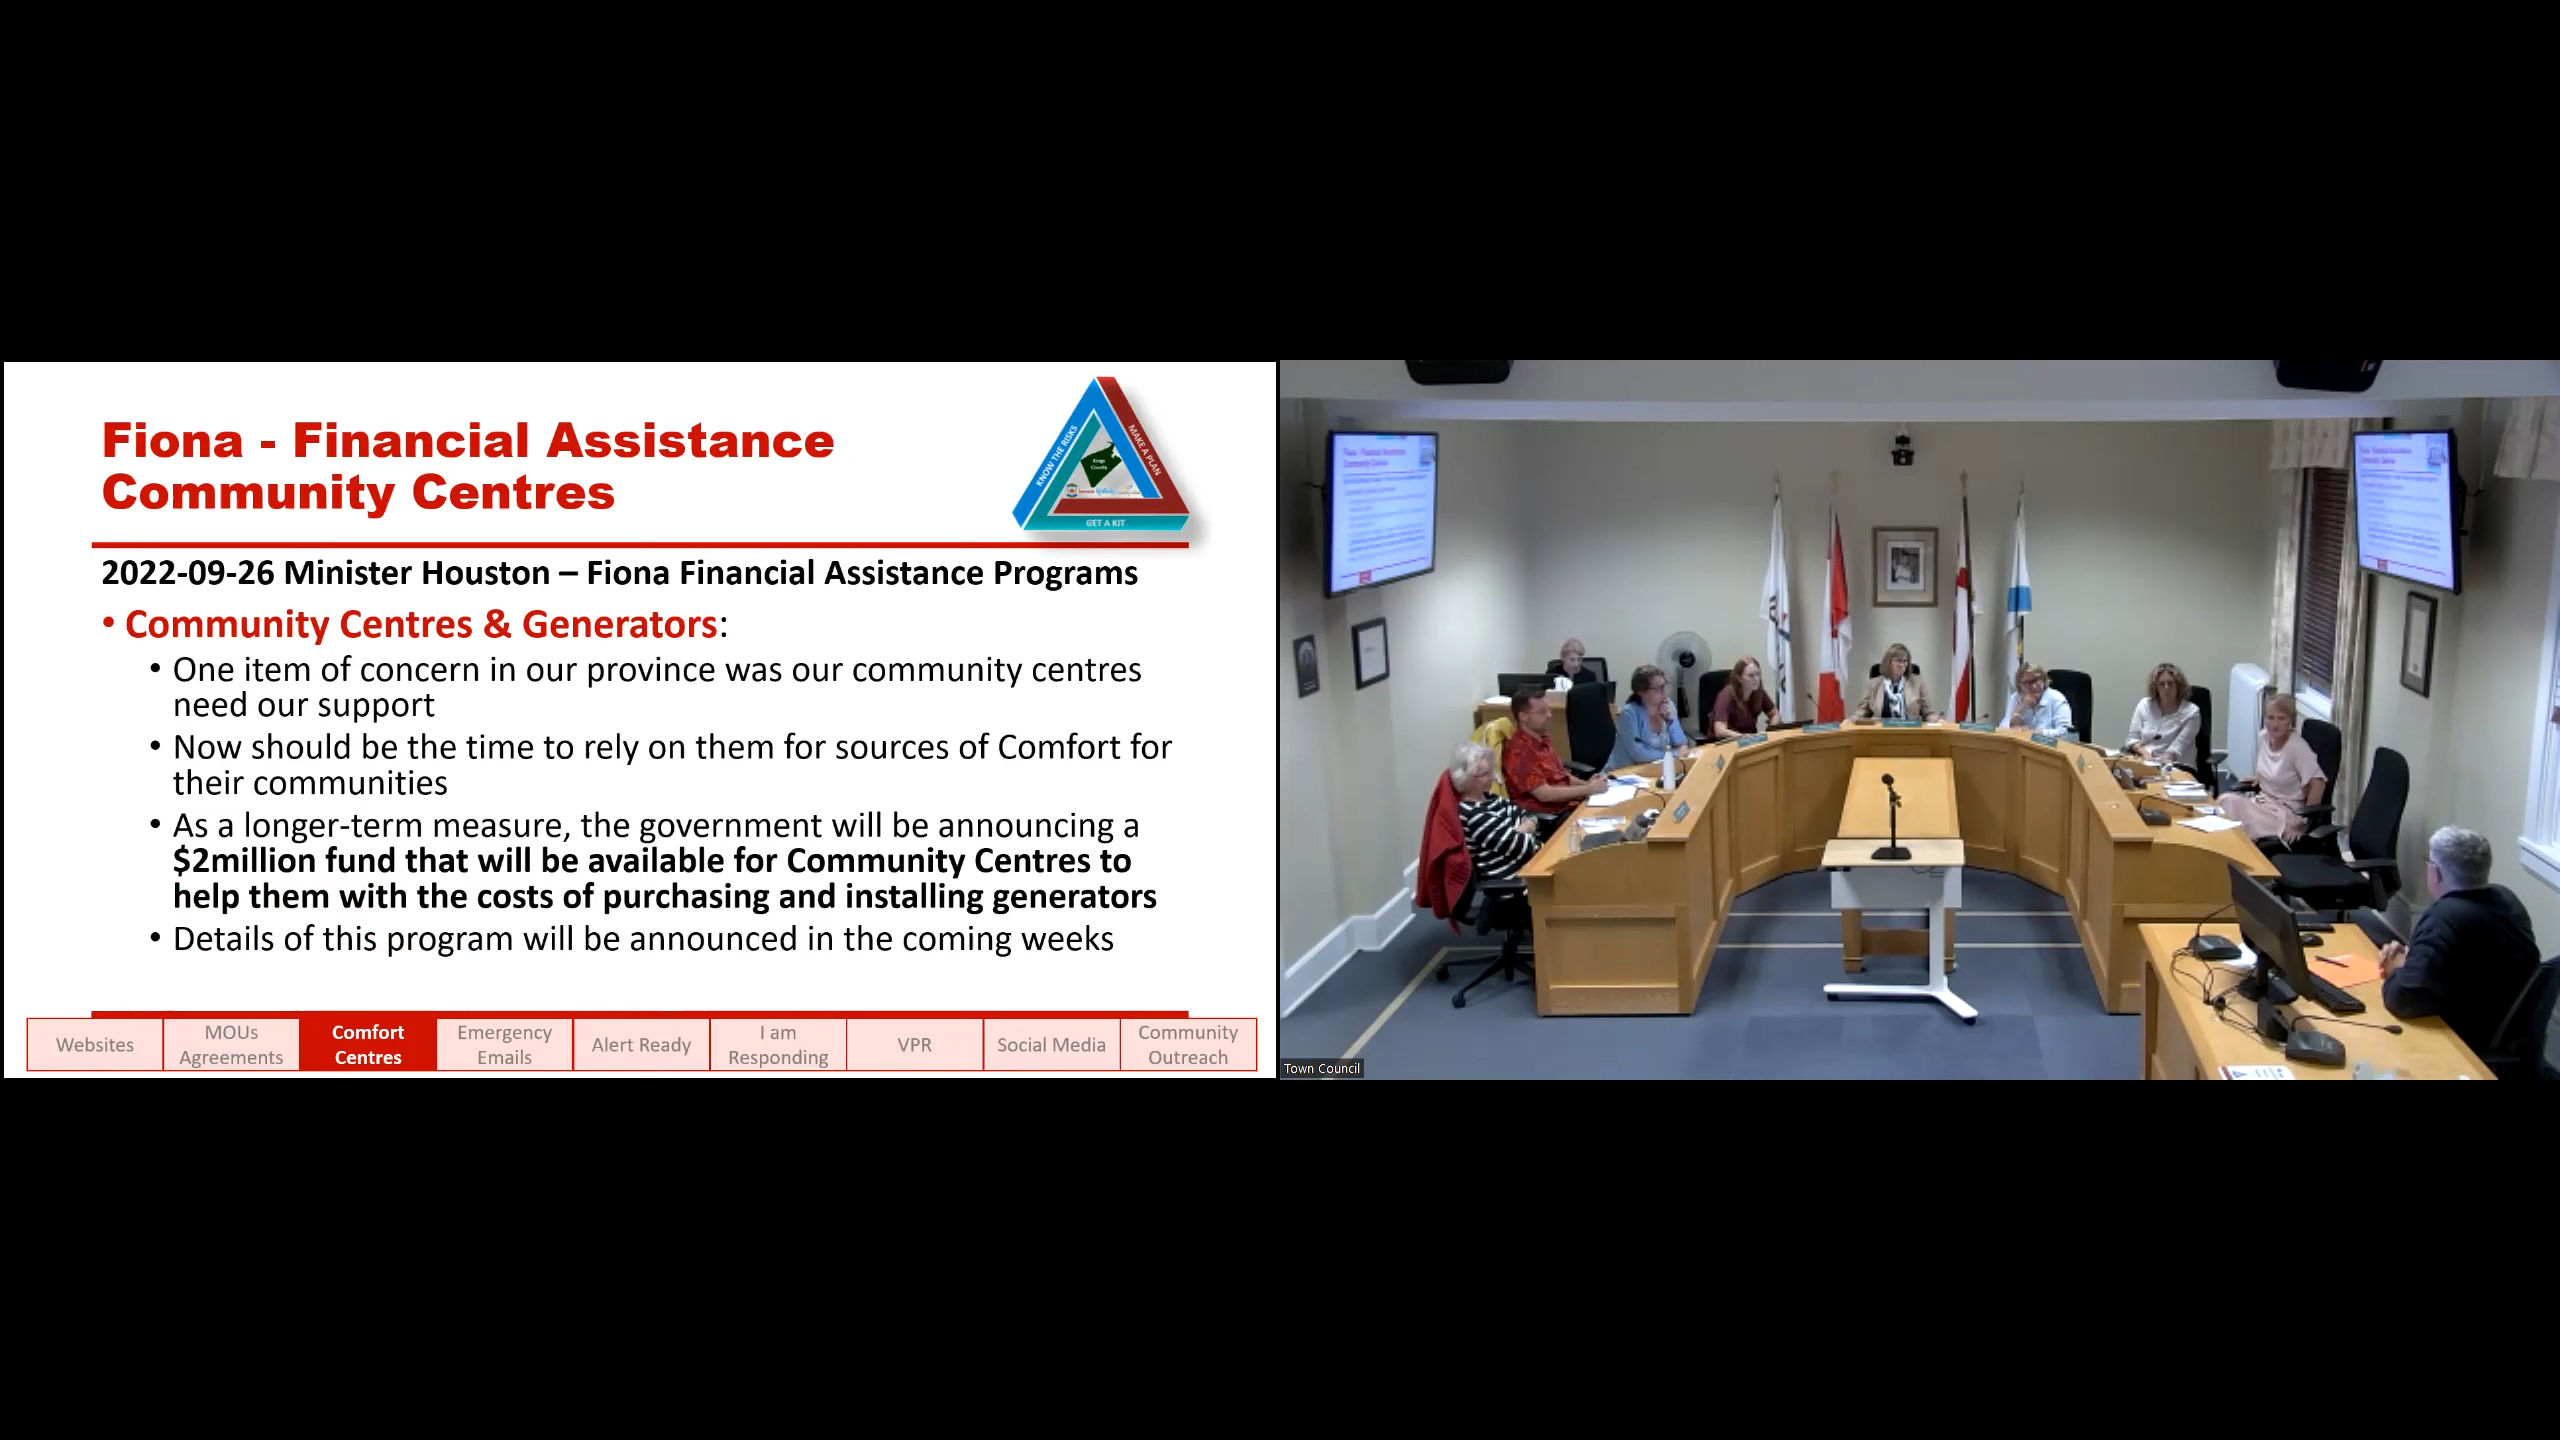 Fiona - Financial Assistance
Community Centres
KNOW THE RISKS
MAKE A PLAN
Kings
County
GET A KIT
2022-09-26 Minister Houston – Fiona Financial Assistance Programs
• Community Centres & Generators:
• One item of concern in our province was our community centres
need our support
• Now should be the time to rely on them for sources of Comfort for
their communities
• As a longer-term measure, the government will be announcing a
$2million fund that will be available for Community Centres to
help them with the costs of purchasing and installing generators
• Details of this program will be announced in the coming weeks
Websites
MOUs
Agreements
Comfort
Centres
Emergency
Emails
Alert Ready
I am
Responding
VPR
Social Media
Community
Outreach
Town Council